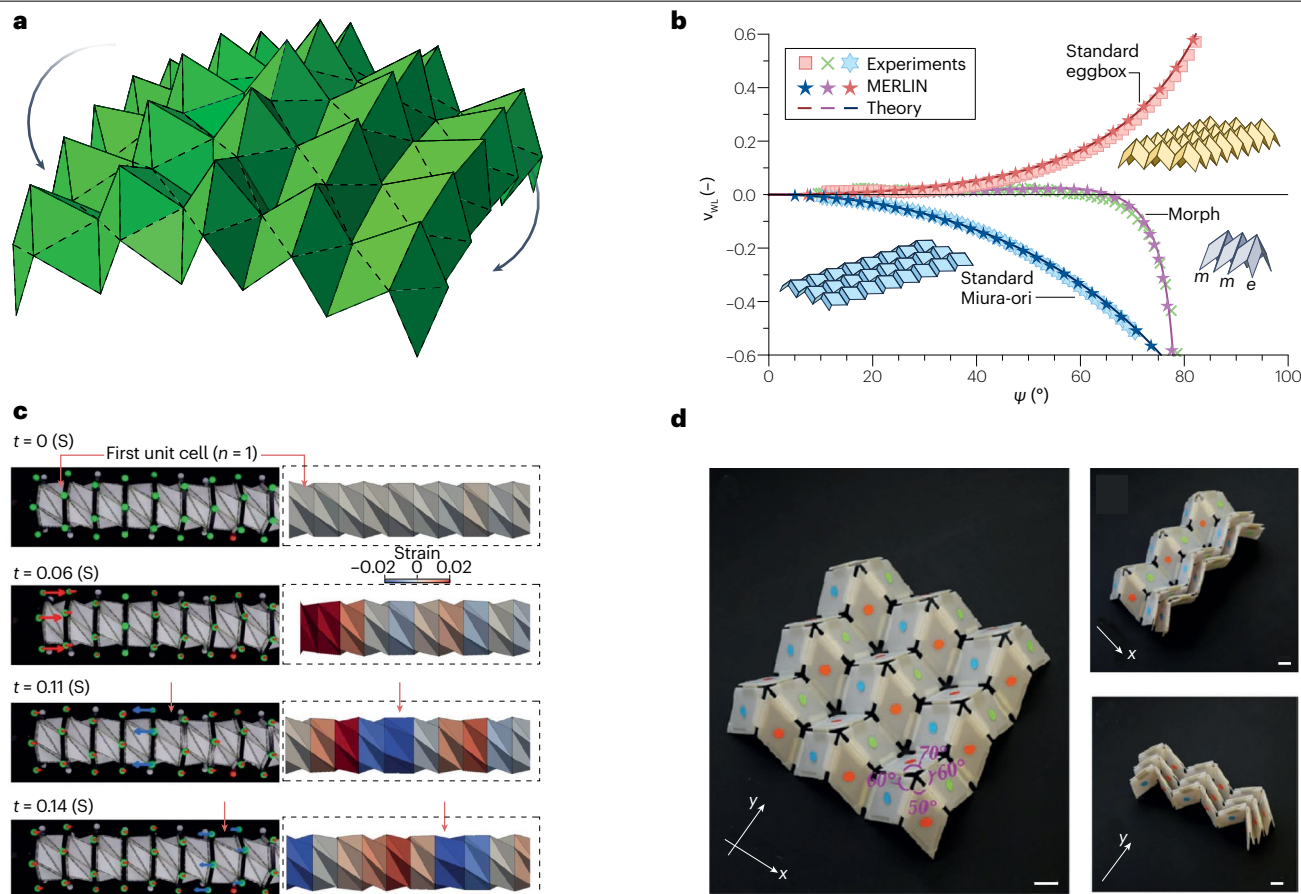 a
b
0.6
0.4
0.2
0.0
−0.2
−0.4
−0.6
νWL (–)
Experiments
MERLIN
Theory
Standard
eggbox
Morph
m m e
Standard
Miura-ori
0 20 40 60 80 100
ψ (°)
c
t = 0 (S)
First unit cell (n = 1)
Strain
−0.02 0 0.02
t = 0.06 (S)
t = 0.11 (S)
t = 0.14 (S)
d
70°
60° 60°
50°
y
x
x
y